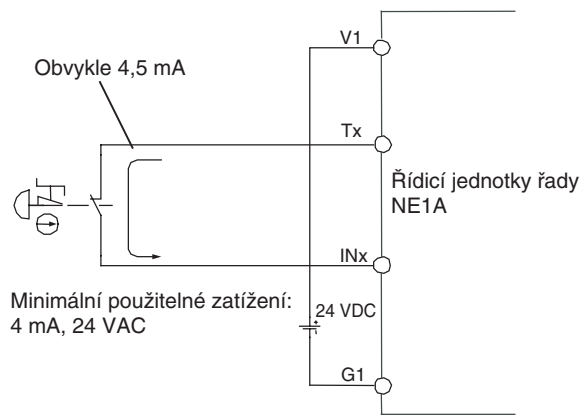 V1
Obvykle 4,5 mA
Tx
Řídicí jednotky řady
NE1A
INx
Minimální použitelné zatížení:
4 mA, 24 VAC
24 VDC
G1